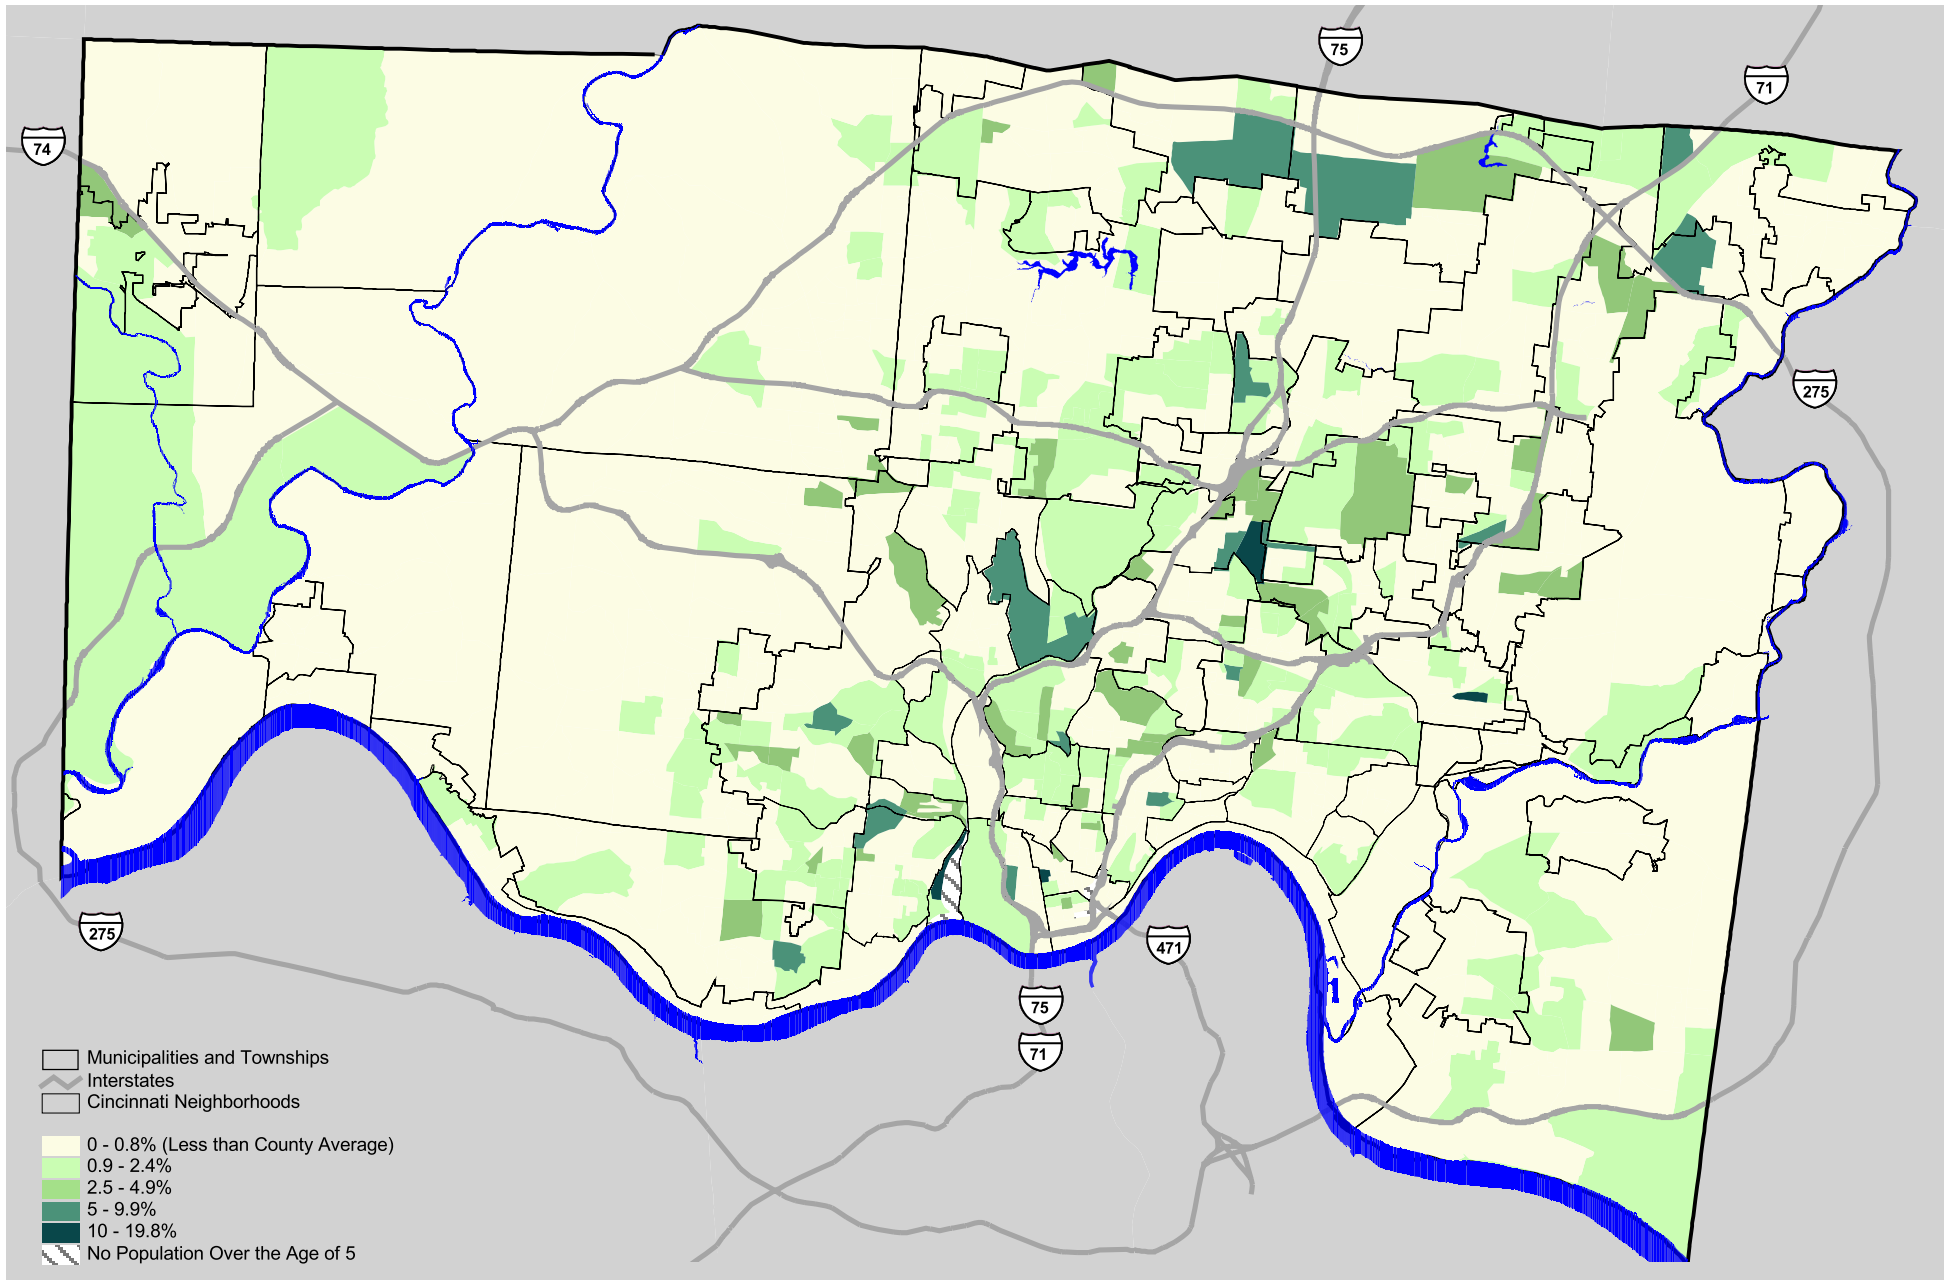 75
71
74
275
275
471
75
71
Municipalities and Townships
Interstates
Cincinnati Neighborhoods
0 - 0.8% (Less than County Average)
0.9 - 2.4%
2.5 - 4.9%
5 - 9.9%
10 - 19.8%
No Population Over the Age of 5